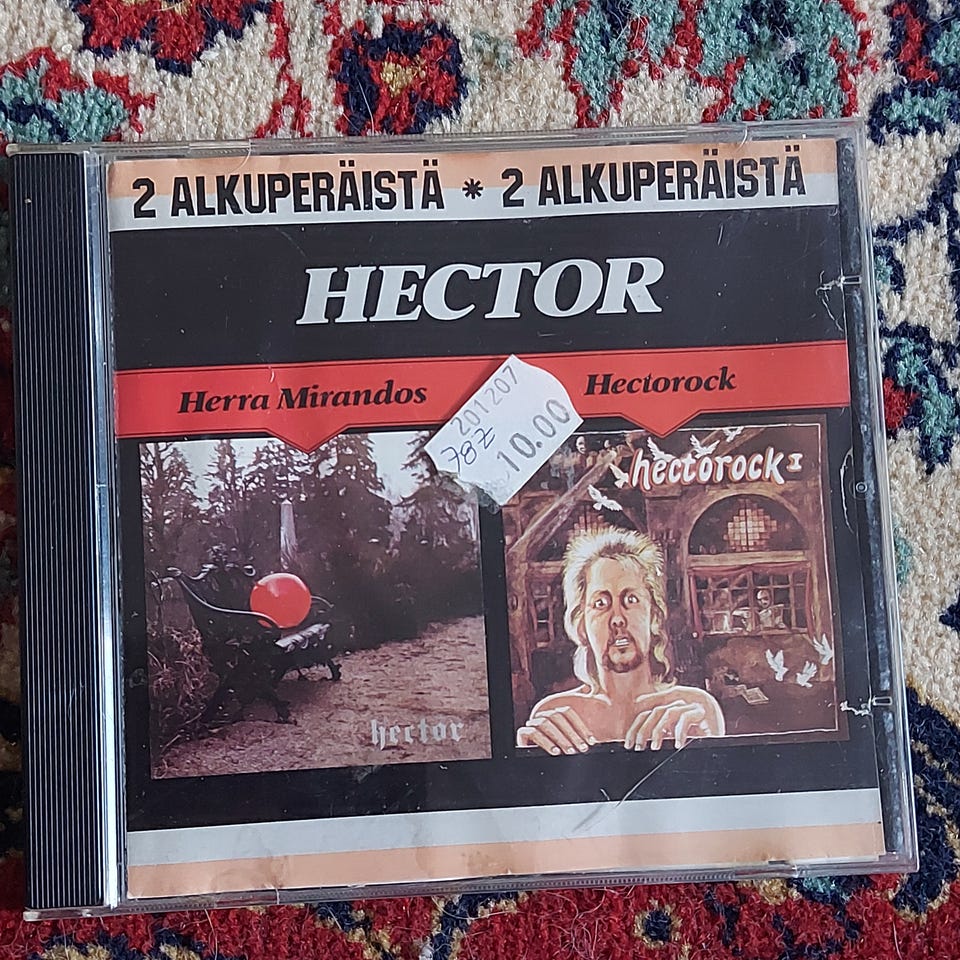 2 ALKUPERÄISTÄ * 2 ALKUPERÄISTÄ
HECTOR
Herra Mirandos
Hectorock
201207
78Z
10.00
hectorock I
hector